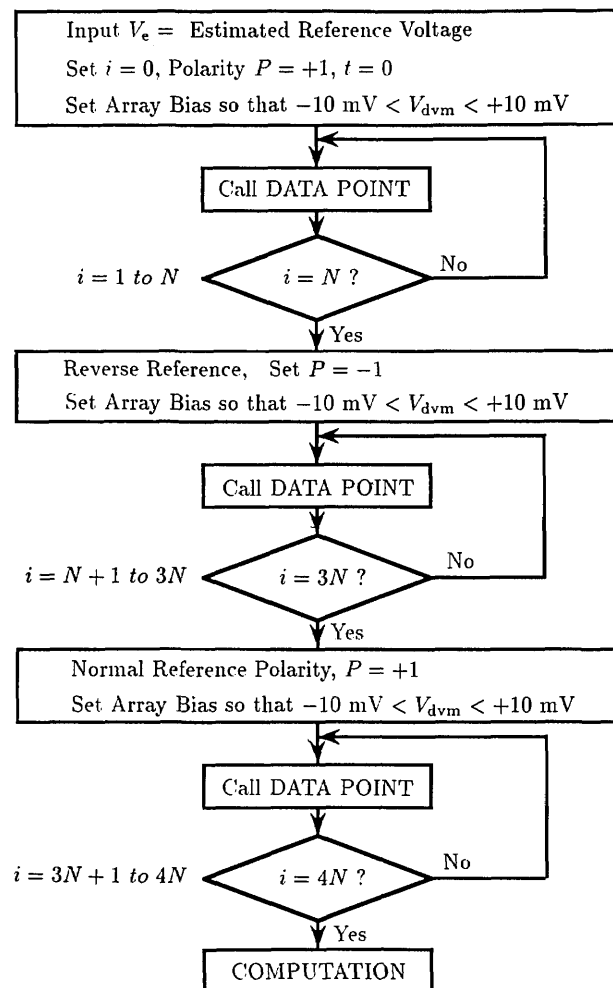 Input Vₑ = Estimated Reference Voltage
Set i = 0, Polarity P = +1, t = 0
Set Array Bias so that −10 mV < V_dvm < +10 mV
Call DATA POINT
i = 1 to N
i = N ?
No
Yes
Reverse Reference, Set P = −1
Set Array Bias so that −10 mV < V_dvm < +10 mV
Call DATA POINT
i = N + 1 to 3N
i = 3N ?
No
Yes
Normal Reference Polarity, P = +1
Set Array Bias so that −10 mV < V_dvm < +10 mV
Call DATA POINT
i = 3N + 1 to 4N
i = 4N ?
No
Yes
COMPUTATION